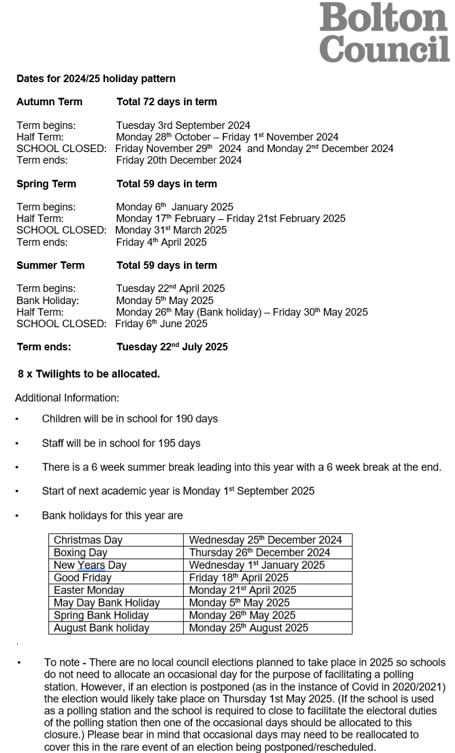 Bolton
Council
Dates for 2024/25 holiday pattern
Autumn Term Total 72 days in term
Term begins: Tuesday 3rd September 2024
Half Term: Monday 28th October – Friday 1st November 2024
SCHOOL CLOSED: Friday November 29th 2024 and Monday 2nd December 2024
Term ends: Friday 20th December 2024
Spring Term Total 59 days in term
Term begins: Monday 6th January 2025
Half Term: Monday 17th February – Friday 21st February 2025
SCHOOL CLOSED: Monday 31st March 2025
Term ends: Friday 4th April 2025
Summer Term Total 59 days in term
Term begins: Tuesday 22nd April 2025
Bank Holiday: Monday 5th May 2025
Half Term: Monday 26th May (Bank holiday) – Friday 30th May 2025
SCHOOL CLOSED: Friday 6th June 2025
Term ends: Tuesday 22nd July 2025
8 x Twilights to be allocated.
Additional Information:
• Children will be in school for 190 days
• Staff will be in school for 195 days
• There is a 6 week summer break leading into this year with a 6 week break at the end.
• Start of next academic year is Monday 1st September 2025
• Bank holidays for this year are
Christmas Day Wednesday 25th December 2024
Boxing Day Thursday 26th December 2024
New Years Day Wednesday 1st January 2025
Good Friday Friday 18th April 2025
Easter Monday Monday 21st April 2025
May Day Bank Holiday Monday 5th May 2025
Spring Bank Holiday Monday 26th May 2025
August Bank holiday Monday 25th August 2025
.
• To note - There are no local council elections planned to take place in 2025 so schools
do not need to allocate an occasional day for the purpose of facilitating a polling
station. However, if an election is postponed (as in the instance of Covid in 2020/2021)
the election would likely take place on Thursday 1st May 2025. (If the school is used
as a polling station and the school is required to close to facilitate the electoral duties
of the polling station then one of the occasional days should be allocated to this
closure.) Please bear in mind that occasional days may need to be reallocated to
cover this in the rare event of an election being postponed/rescheduled.